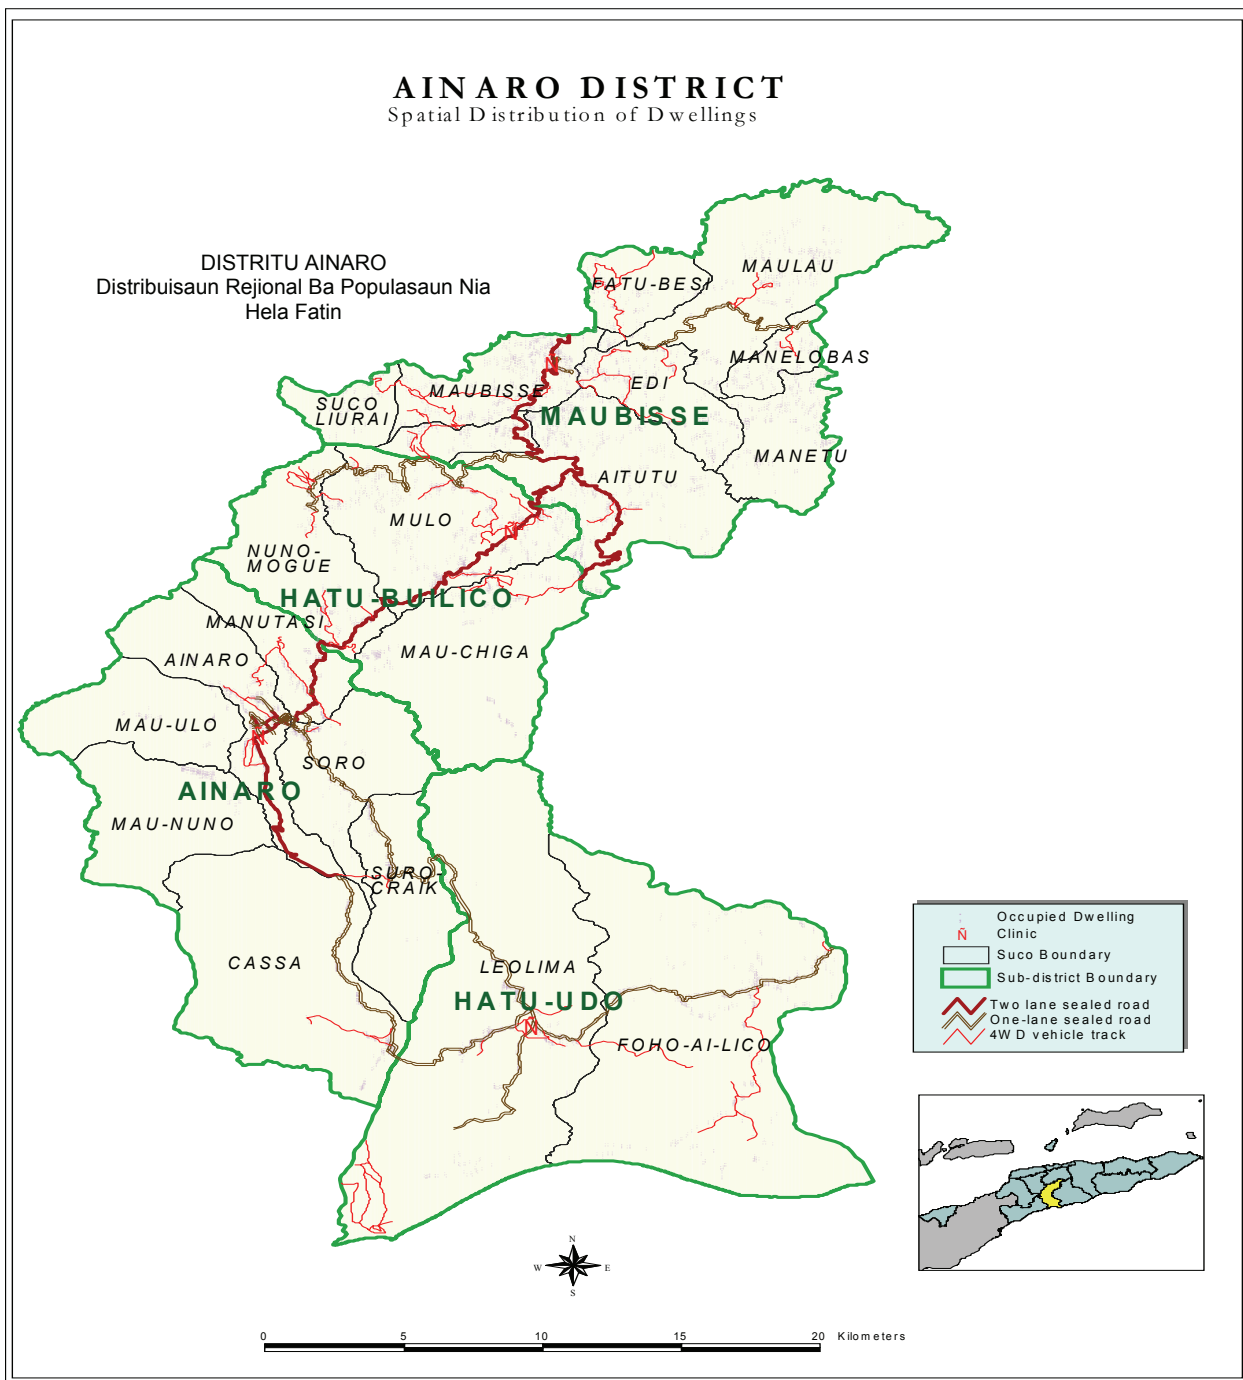 AINARO DISTRICT
Spatial Distribution of Dwellings
DISTRITU AINARO
Distribuisaun Rejional Ba Populasaun Nia
Hela Fatin
MAULAU
FATU-BESI
MANELOBAS
EDI
MAUBISSE
SUCO
LIURAI
MAUBISSE
MANETU
AITUTU
MULO
NUNO-
MOGUE
HATU-BUILICO
MANUTASI
MAU-CHIGA
AINARO
MAU-ULO
SORO
AINARO
MAU-NUNO
SURO-
CRAIK
CASSA
LEOLIMA
HATU-UDO
FOHO-AI-LICO
Occupied Dwelling
Ñ Clinic
Suco Boundary
Sub-district Boundary
Two lane sealed road
One-lane sealed road
4WD vehicle track
N
W E
S
0 5 10 15 20 Kilometers